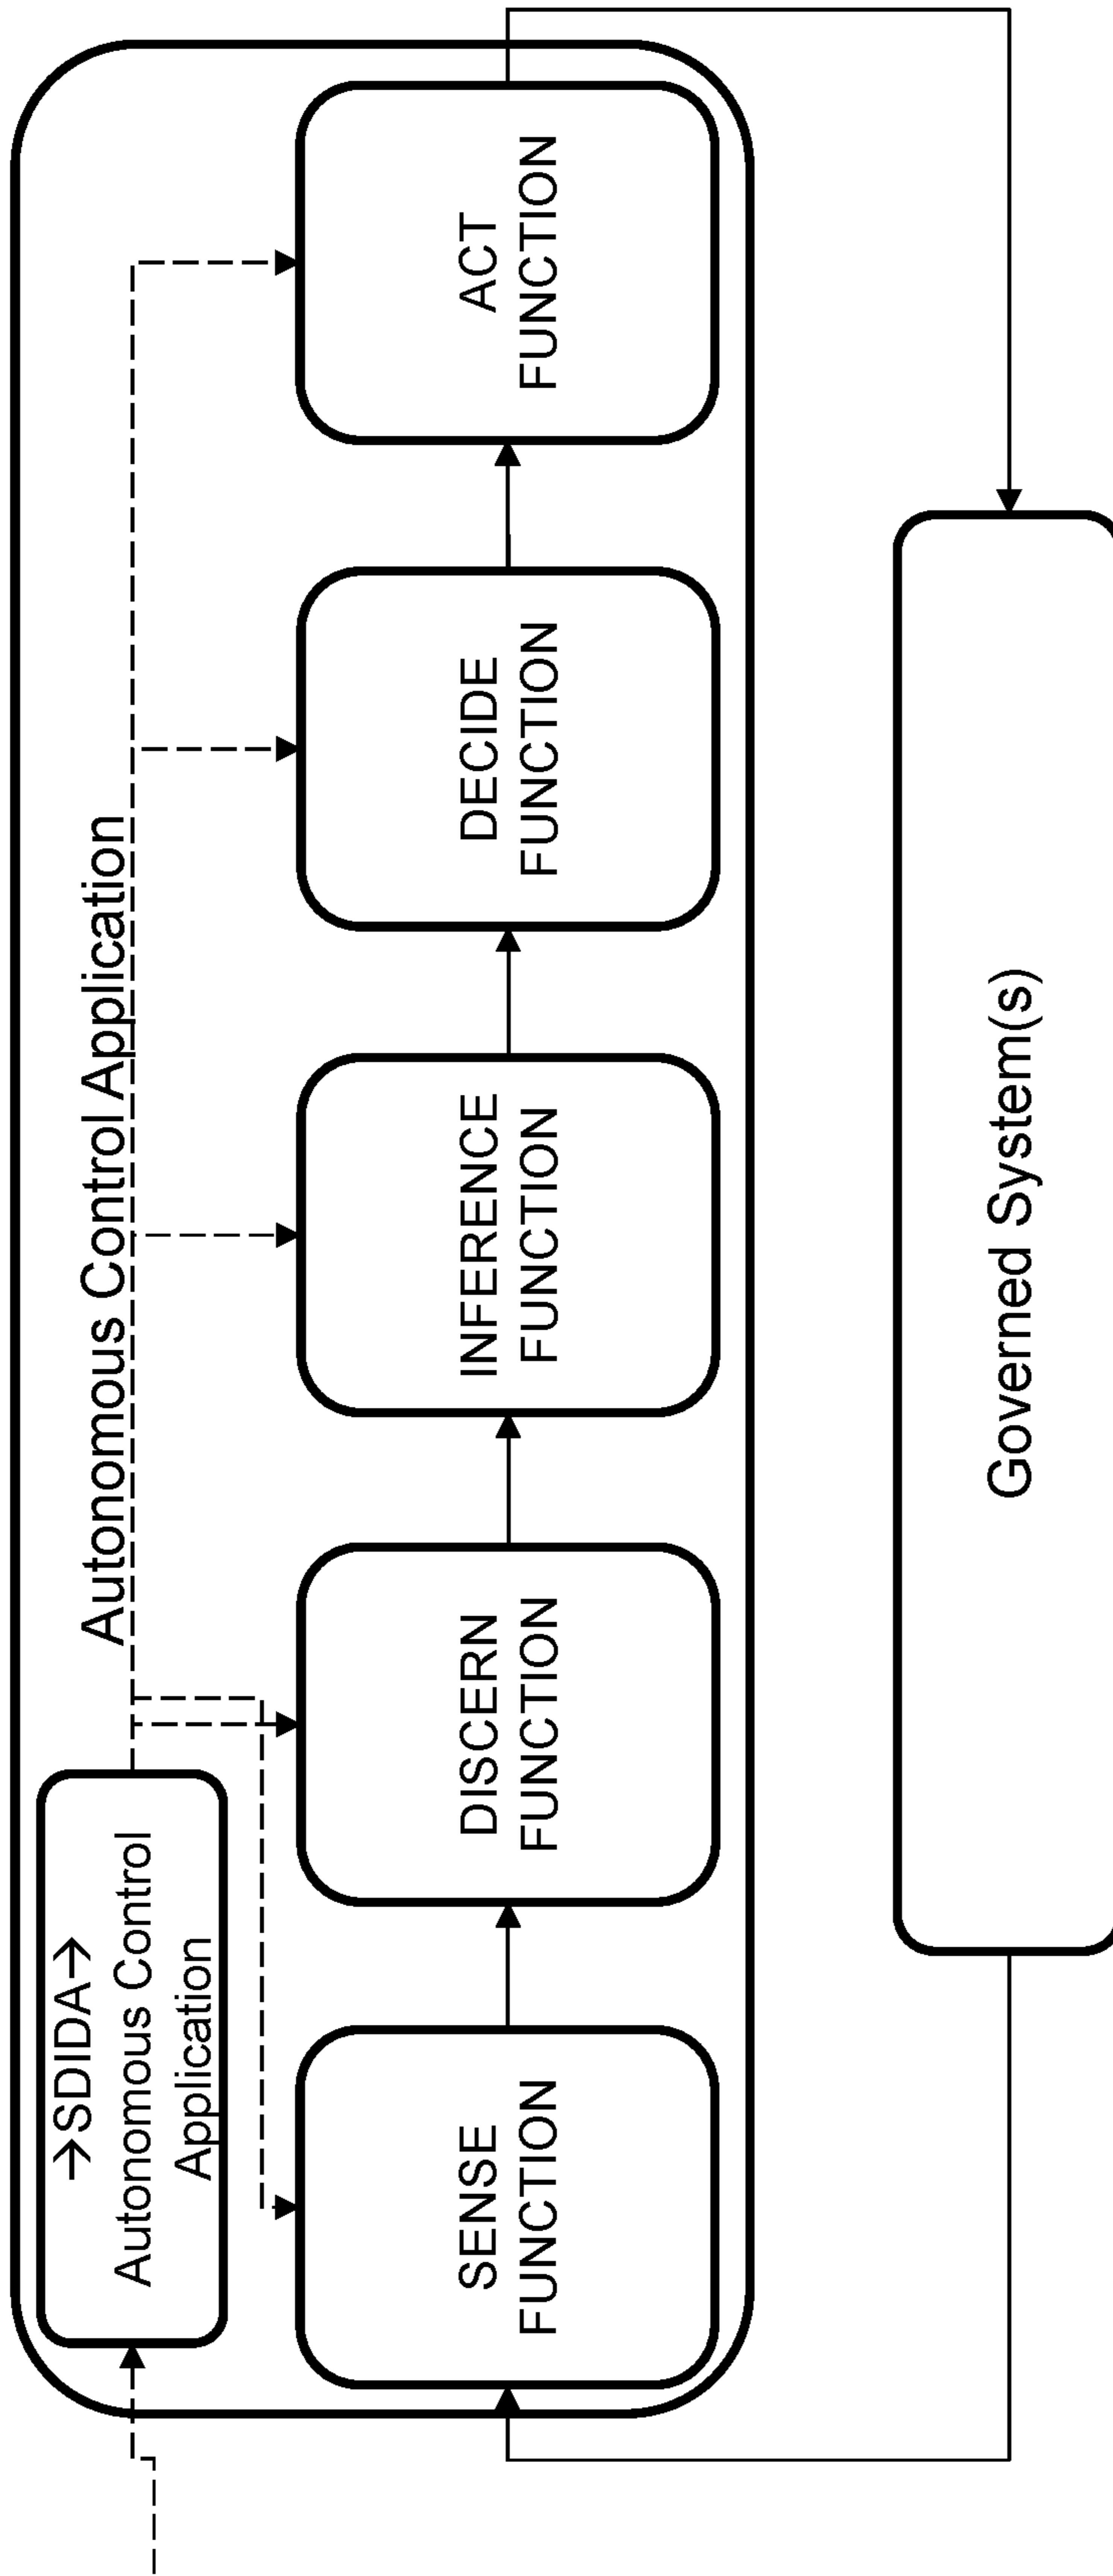 Autonomous Control Application
→SDIDA→
Autonomous Control
Application
SENSE
FUNCTION
DISCERN
FUNCTION
INFERENCE
FUNCTION
DECIDE
FUNCTION
ACT
FUNCTION
Governed System(s)